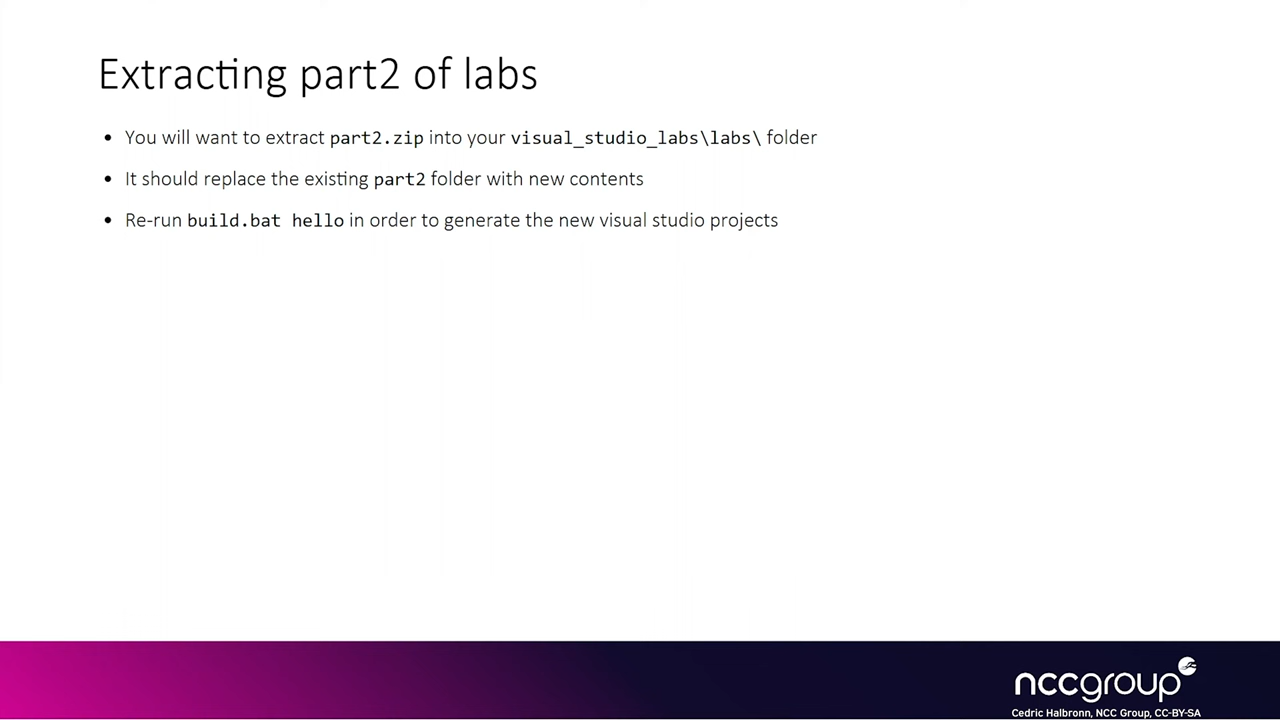 Extracting part2 of labs
• You will want to extract part2.zip into your visual_studio_labs\labs\ folder
• It should replace the existing part2 folder with new contents
• Re-run build.bat hello in order to generate the new visual studio projects
nccgroup
Cedric Halbronn, NCC Group, CC-BY-SA